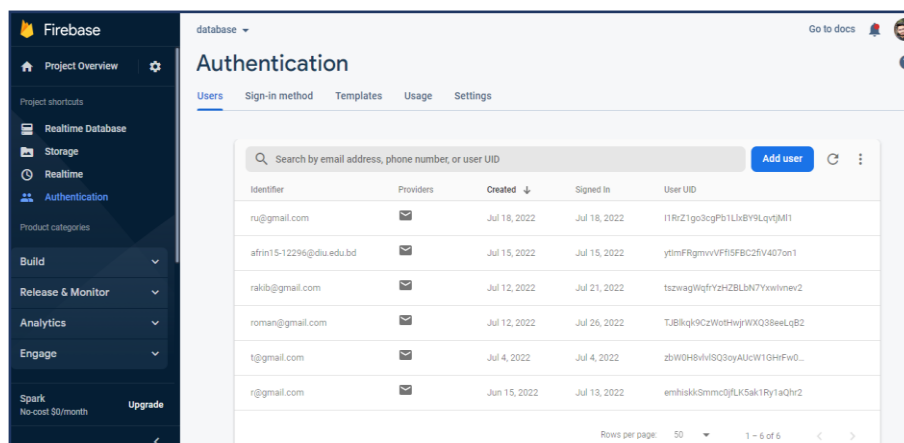 Firebase
Project Overview
Project shortcuts
Realtime Database
Storage
Realtime
Authentication
Product categories
Build
Release & Monitor
Analytics
Engage
Spark
No-cost $0/month Upgrade
database
Go to docs
Authentication
Users Sign-in method Templates Usage Settings
Search by email address, phone number, or user UID Add user
Identifier Providers Created Signed In User UID
ru@gmail.com Jul 18, 2022 Jul 18, 2022
afrin15-12296@diu.edu.bd Jul 15, 2022 Jul 15, 2022
rakib@gmail.com Jul 12, 2022 Jul 21, 2022
roman@gmail.com Jul 12, 2022 Jul 26, 2022
t@gmail.com Jul 4, 2022 Jul 4, 2022
r@gmail.com Jun 15, 2022 Jul 13, 2022
Rows per page: 50 1 – 6 of 6